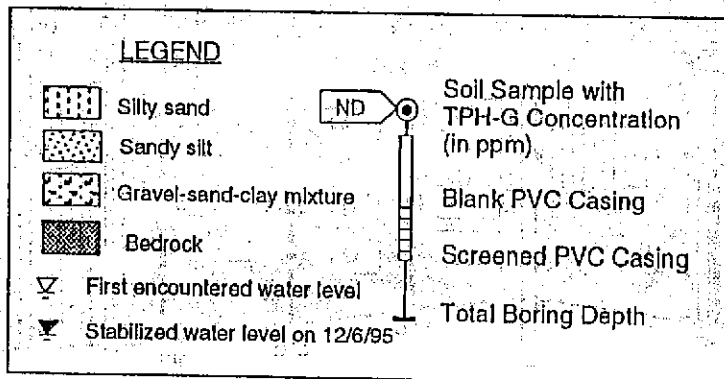 LEGEND
Silty sand
Sandy silt
Gravel-sand-clay mixture
Bedrock
First encountered water level
Stabilized water level on 12/6/95
ND
Soil Sample with
TPH-G Concentration
(in ppm)
Blank PVC Casing
Screened PVC Casing
Total Boring Depth